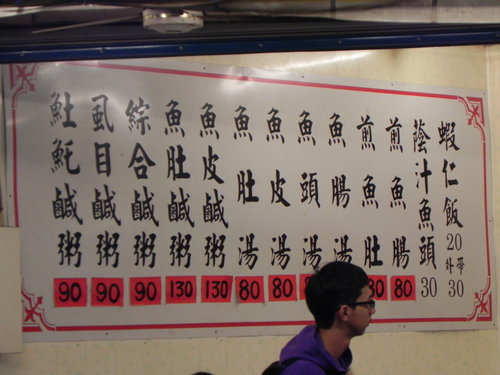 蝦仁飯 20 外帶 30
蔭汁魚頭 30
煎魚腸 80
煎魚肚
魚腸湯
魚頭湯
魚皮湯 80
魚肚湯 80
魚皮鹹粥 130
魚肚鹹粥 130
綜合鹹粥 90
虱目鹹粥 90
魠鹹粥 90